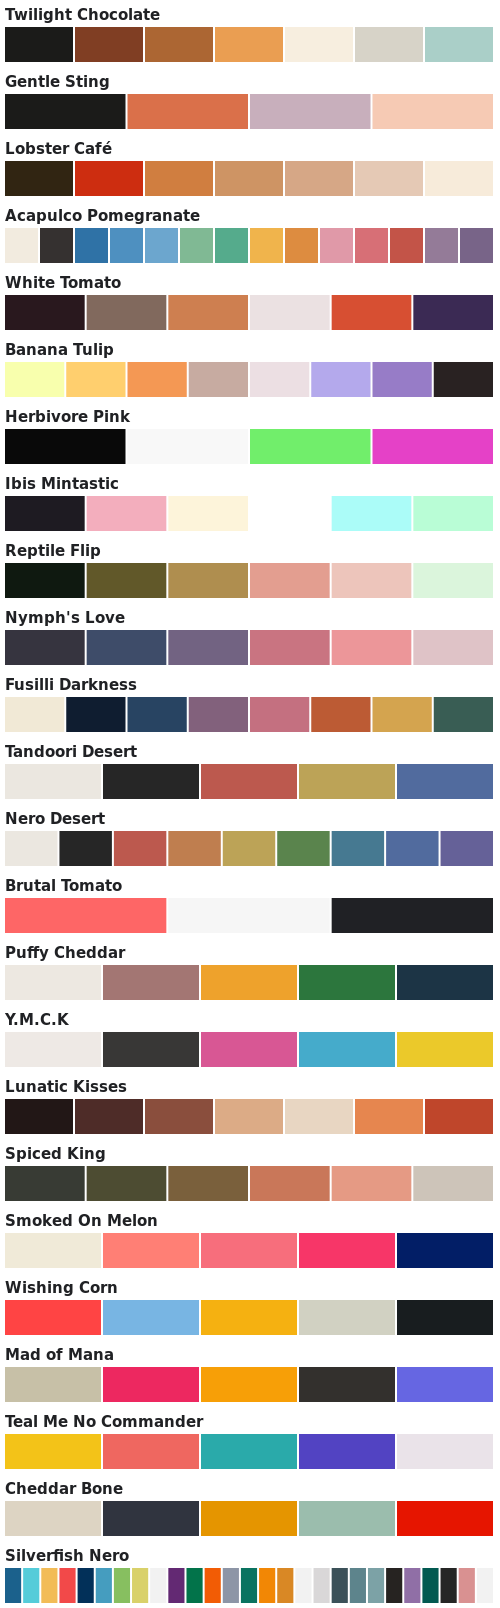 Twilight Chocolate
Gentle Sting
Lobster Café
Acapulco Pomegranate
White Tomato
Banana Tulip
Herbivore Pink
Ibis Mintastic
Reptile Flip
Nymph's Love
Fusilli Darkness
Tandoori Desert
Nero Desert
Brutal Tomato
Puffy Cheddar
Y.M.C.K
Lunatic Kisses
Spiced King
Smoked On Melon
Wishing Corn
Mad of Mana
Teal Me No Commander
Cheddar Bone
Silverfish Nero